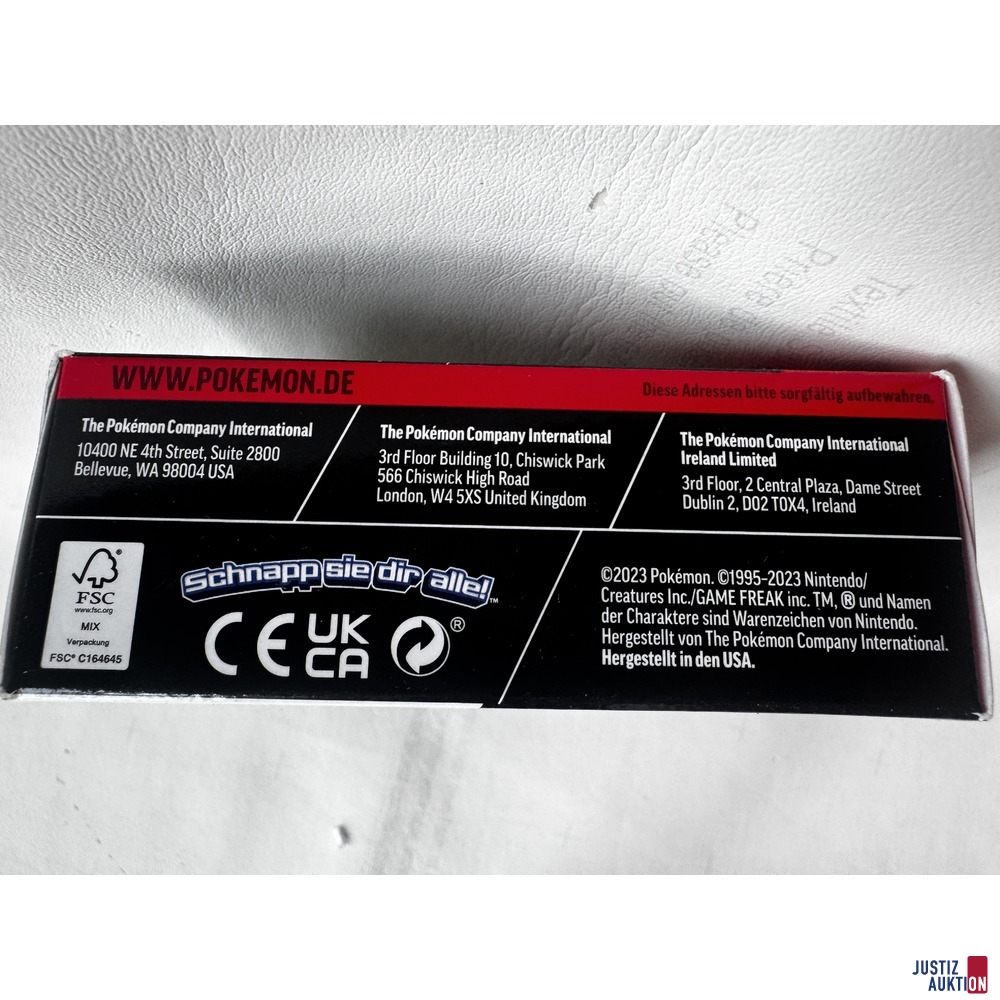 Please
Privere
Textili
WWW.POKEMON.DE
Diese Adressen bitte sorgfältig aufbewahren.
The Pokémon Company International
10400 NE 4th Street, Suite 2800
Bellevue, WA 98004 USA
The Pokémon Company International
3rd Floor Building 10, Chiswick Park
566 Chiswick High Road
London, W4 5XS United Kingdom
The Pokémon Company International
Ireland Limited
3rd Floor, 2 Central Plaza, Dame Street
Dublin 2, D02 T0X4, Ireland
FSC®
www.fsc.org
MIX
Verpackung
FSC® C164645
Schnapp sie dir alle!™
CE
UK
CA
®
©2023 Pokémon. ©1995–2023 Nintendo/
Creatures Inc./GAME FREAK inc. TM, ® und Namen
der Charaktere sind Warenzeichen von Nintendo.
Hergestellt von The Pokémon Company International.
Hergestellt in den USA.
JUSTIZ
AUKTION